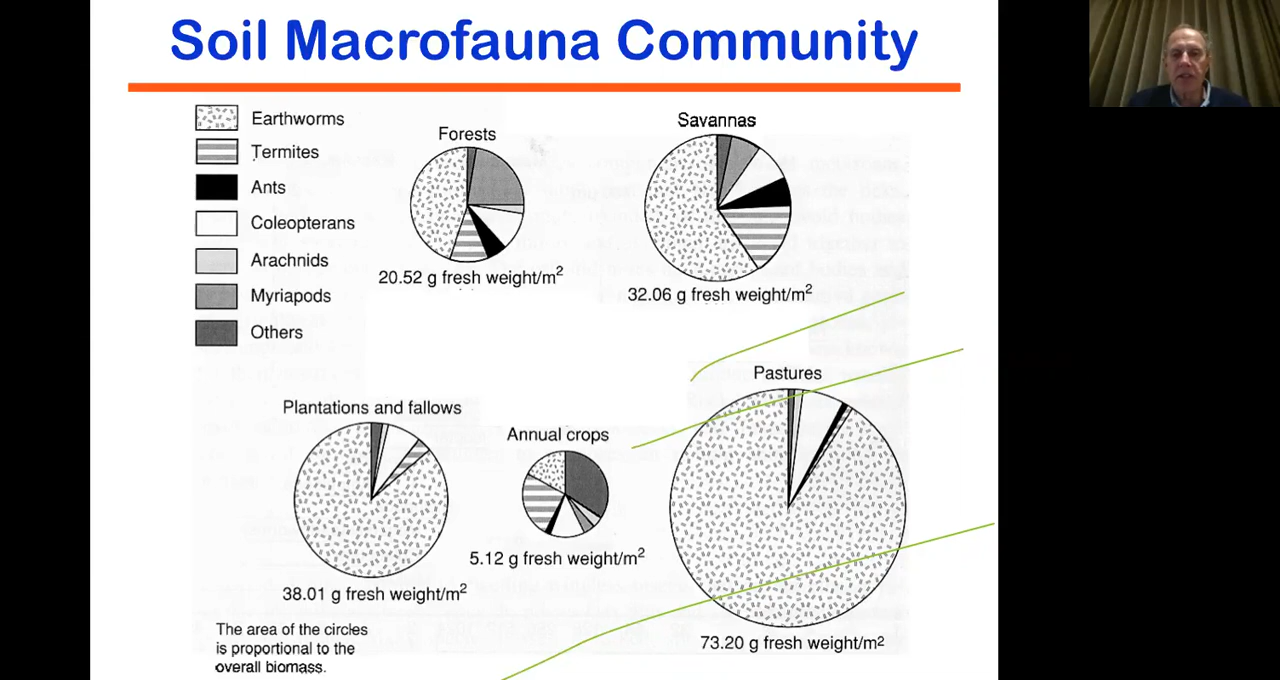 Soil Macrofauna Community
Earthworms
Termites
Ants
Coleopterans
Arachnids
Myriapods
Others
Forests
20.52 g fresh weight/m2
Savannas
32.06 g fresh weight/m2
Plantations and fallows
38.01 g fresh weight/m2
Annual crops
5.12 g fresh weight/m2
Pastures
73.20 g fresh weight/m2
The area of the circles
is proportional to the
overall biomass.